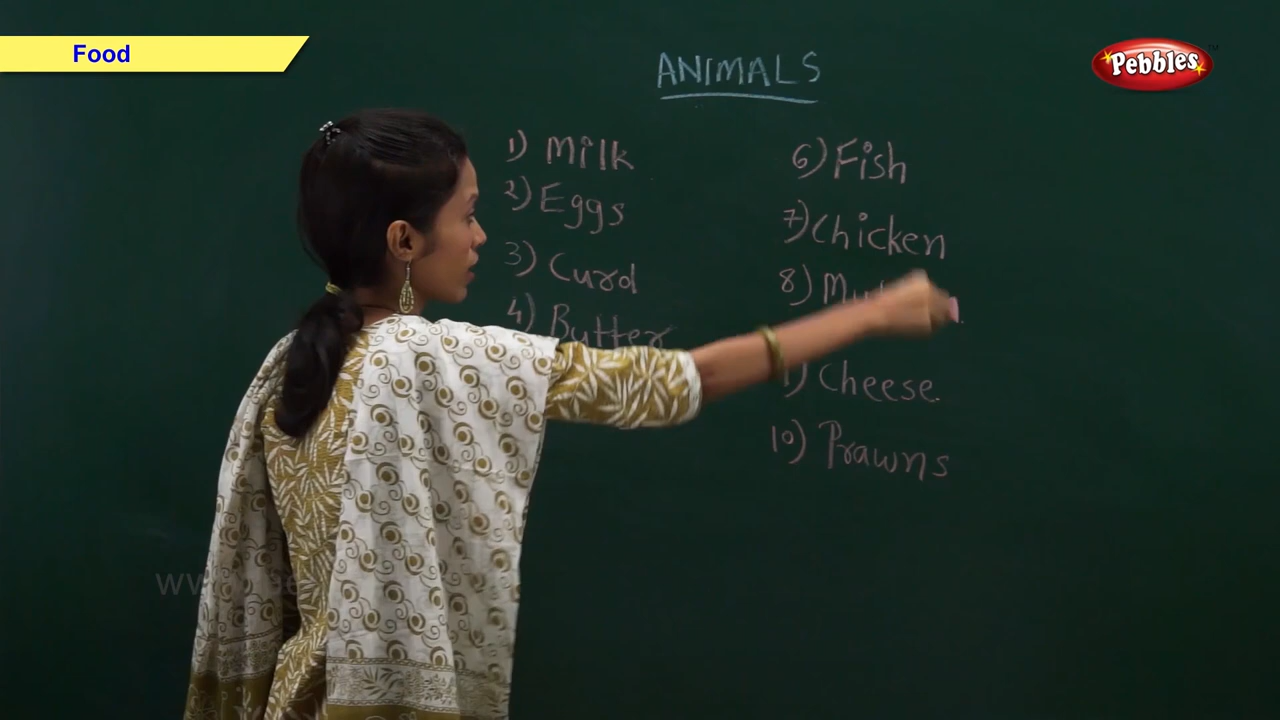 Food
Pebbles
ANIMALS
1) Milk
2) Eggs
3) Curd
4) Butter
6) Fish
7) Chicken
8)
Cheese
10) Prawns